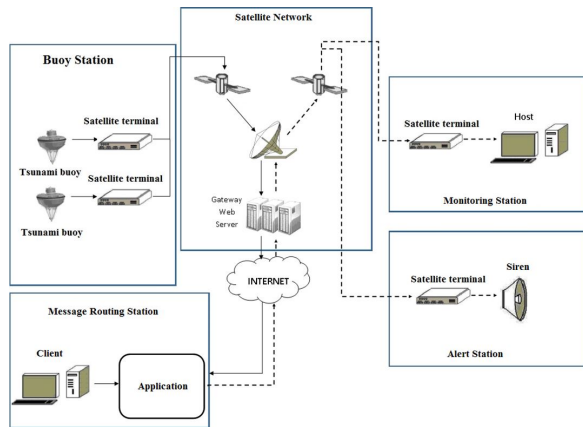 Satellite Network
Buoy Station
Satellite terminal
Tsunami buoy
Satellite terminal
Tsunami buoy
Gateway
Web
Server
INTERNET
Satellite terminal
Host
Monitoring Station
Satellite terminal
Siren
Alert Station
Message Routing Station
Client
Application